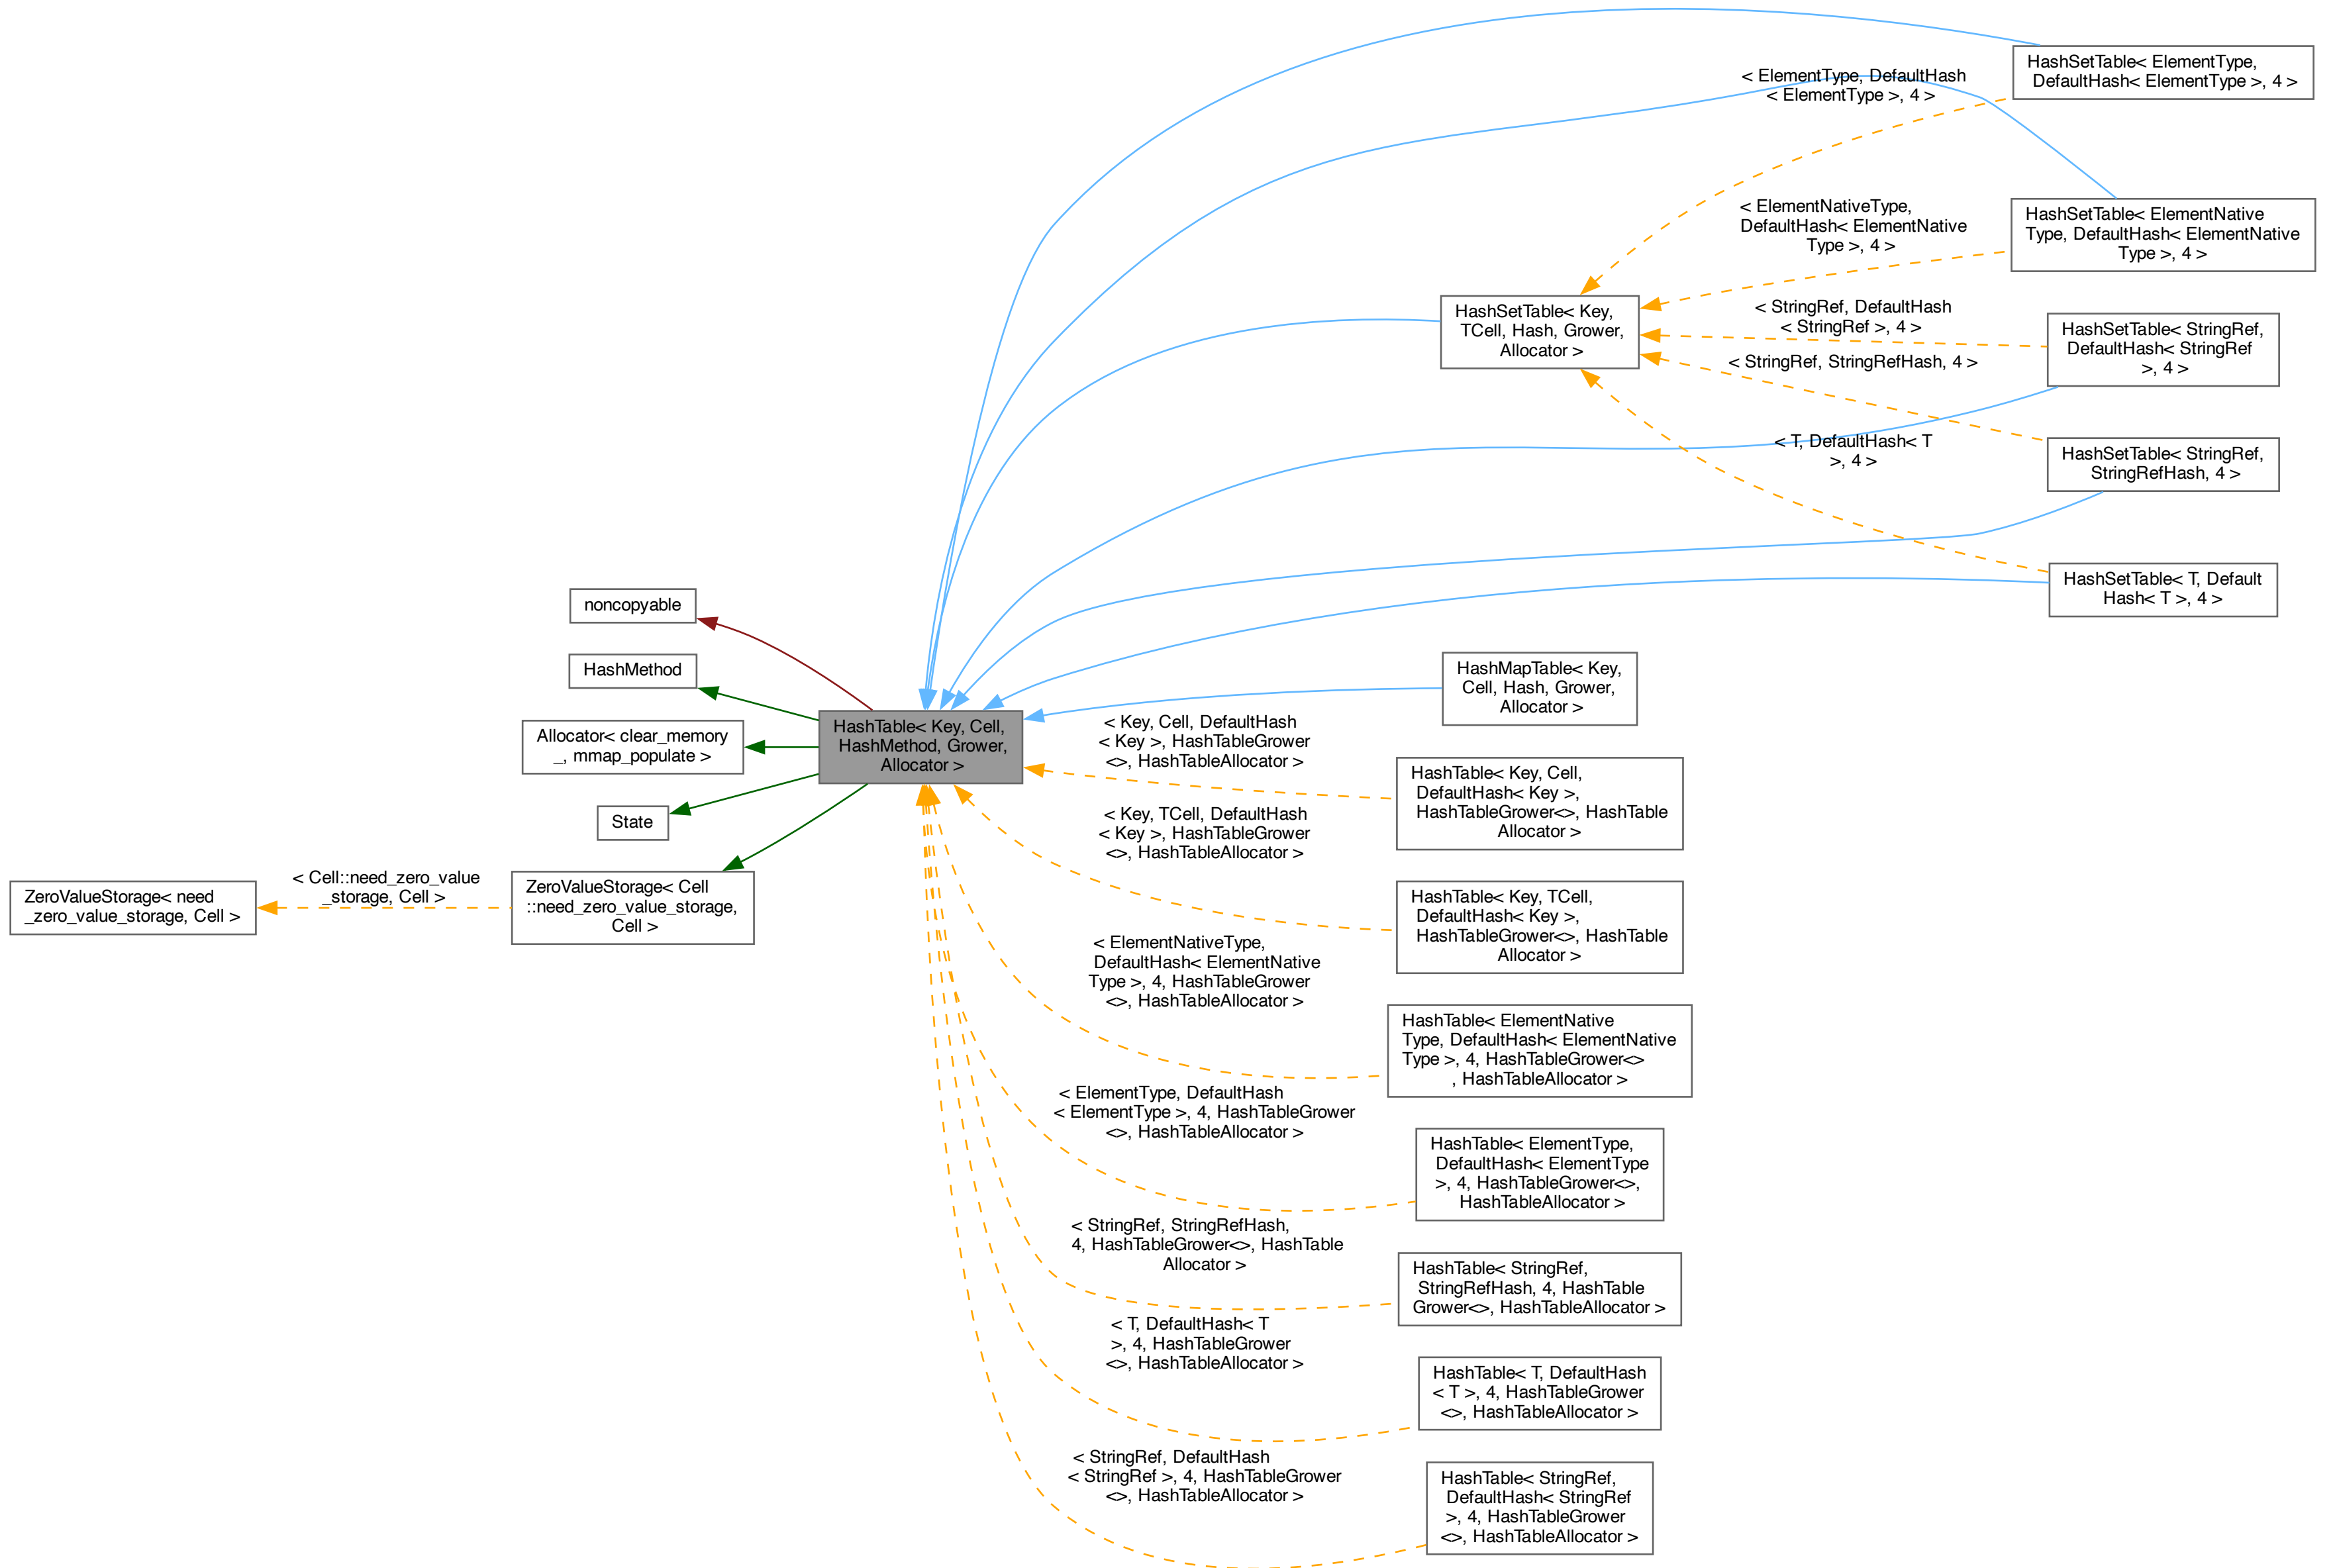 noncopyable
HashMethod
Allocator< clear_memory
_, mmap_populate >
State
ZeroValueStorage< need
_zero_value_storage, Cell >
< Cell::need_zero_value
_storage, Cell >
ZeroValueStorage< Cell
::need_zero_value_storage,
Cell >
HashTable< Key, Cell,
HashMethod, Grower,
Allocator >
< ElementType, DefaultHash
< ElementType >, 4 >
< ElementNativeType,
DefaultHash< ElementNative
Type >, 4 >
< StringRef, DefaultHash
< StringRef >, 4 >
< StringRef, StringRefHash, 4 >
< T, DefaultHash< T
>, 4 >
HashSetTable< Key,
TCell, Hash, Grower,
Allocator >
HashSetTable< ElementType,
DefaultHash< ElementType >, 4 >
HashSetTable< ElementNative
Type, DefaultHash< ElementNative
Type >, 4 >
HashSetTable< StringRef,
DefaultHash< StringRef
>, 4 >
HashSetTable< StringRef,
StringRefHash, 4 >
HashSetTable< T, Default
Hash< T >, 4 >
HashMapTable< Key,
Cell, Hash, Grower,
Allocator >
< Key, Cell, DefaultHash
< Key >, HashTableGrower
<>, HashTableAllocator >
HashTable< Key, Cell,
DefaultHash< Key >,
HashTableGrower<>, HashTable
Allocator >
< Key, TCell, DefaultHash
< Key >, HashTableGrower
<>, HashTableAllocator >
HashTable< Key, TCell,
DefaultHash< Key >,
HashTableGrower<>, HashTable
Allocator >
< ElementNativeType,
DefaultHash< ElementNative
Type >, 4, HashTableGrower
<>, HashTableAllocator >
HashTable< ElementNative
Type, DefaultHash< ElementNative
Type >, 4, HashTableGrower<>
, HashTableAllocator >
< ElementType, DefaultHash
< ElementType >, 4, HashTableGrower
<>, HashTableAllocator >
HashTable< ElementType,
DefaultHash< ElementType
>, 4, HashTableGrower<>,
HashTableAllocator >
< StringRef, StringRefHash,
4, HashTableGrower<>, HashTable
Allocator >
HashTable< StringRef,
StringRefHash, 4, HashTable
Grower<>, HashTableAllocator >
< T, DefaultHash< T
>, 4, HashTableGrower
<>, HashTableAllocator >
HashTable< T, DefaultHash
< T >, 4, HashTableGrower
<>, HashTableAllocator >
< StringRef, DefaultHash
< StringRef >, 4, HashTableGrower
<>, HashTableAllocator >
HashTable< StringRef,
DefaultHash< StringRef
>, 4, HashTableGrower
<>, HashTableAllocator >